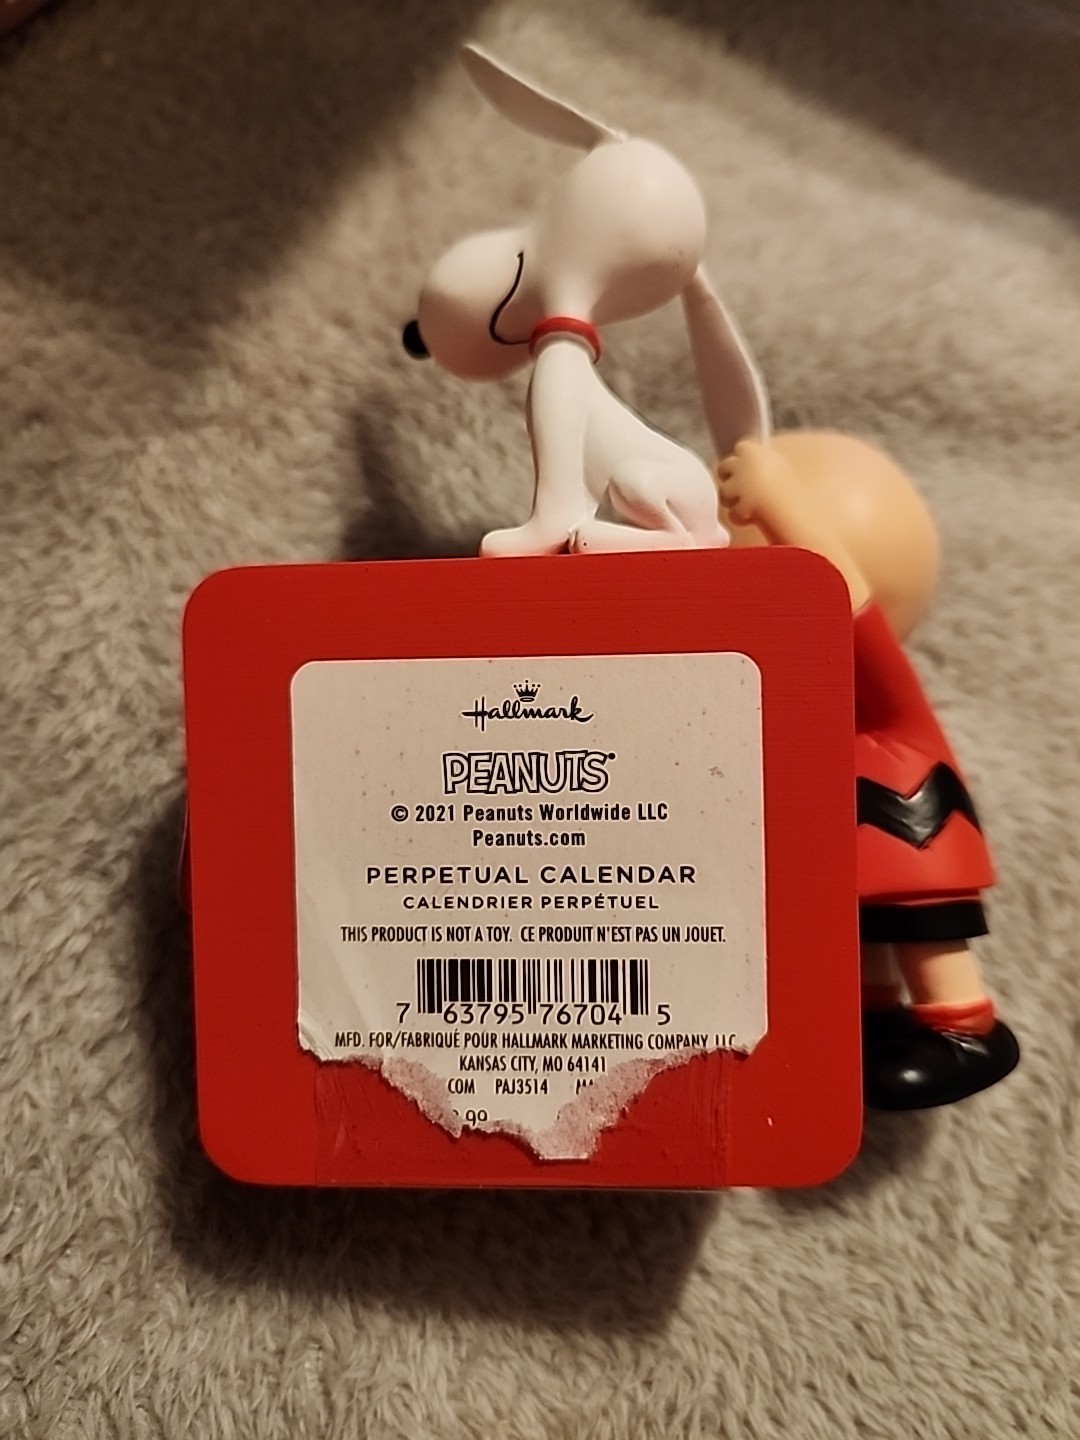 Hallmark
PEANUTS
© 2021 Peanuts Worldwide LLC
Peanuts.com
PERPETUAL CALENDAR
CALENDRIER PERPÉTUEL
THIS PRODUCT IS NOT A TOY. CE PRODUIT N'EST PAS UN JOUET.
7 63795 76704 5
MFD. FOR/FABRIQUÉ POUR HALLMARK MARKETING COMPANY, LLC
KANSAS CITY, MO 64141
COM PAJ3514
.99